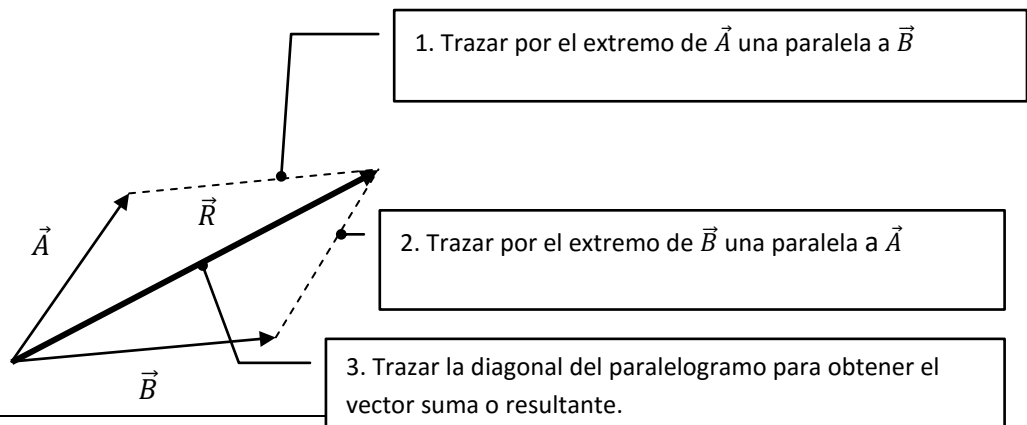 1. Trazar por el extremo de A⃗ una paralela a B⃗
R⃗
A⃗
2. Trazar por el extremo de B⃗ una paralela a A⃗
B⃗
3. Trazar la diagonal del paralelogramo para obtener el
vector suma o resultante.